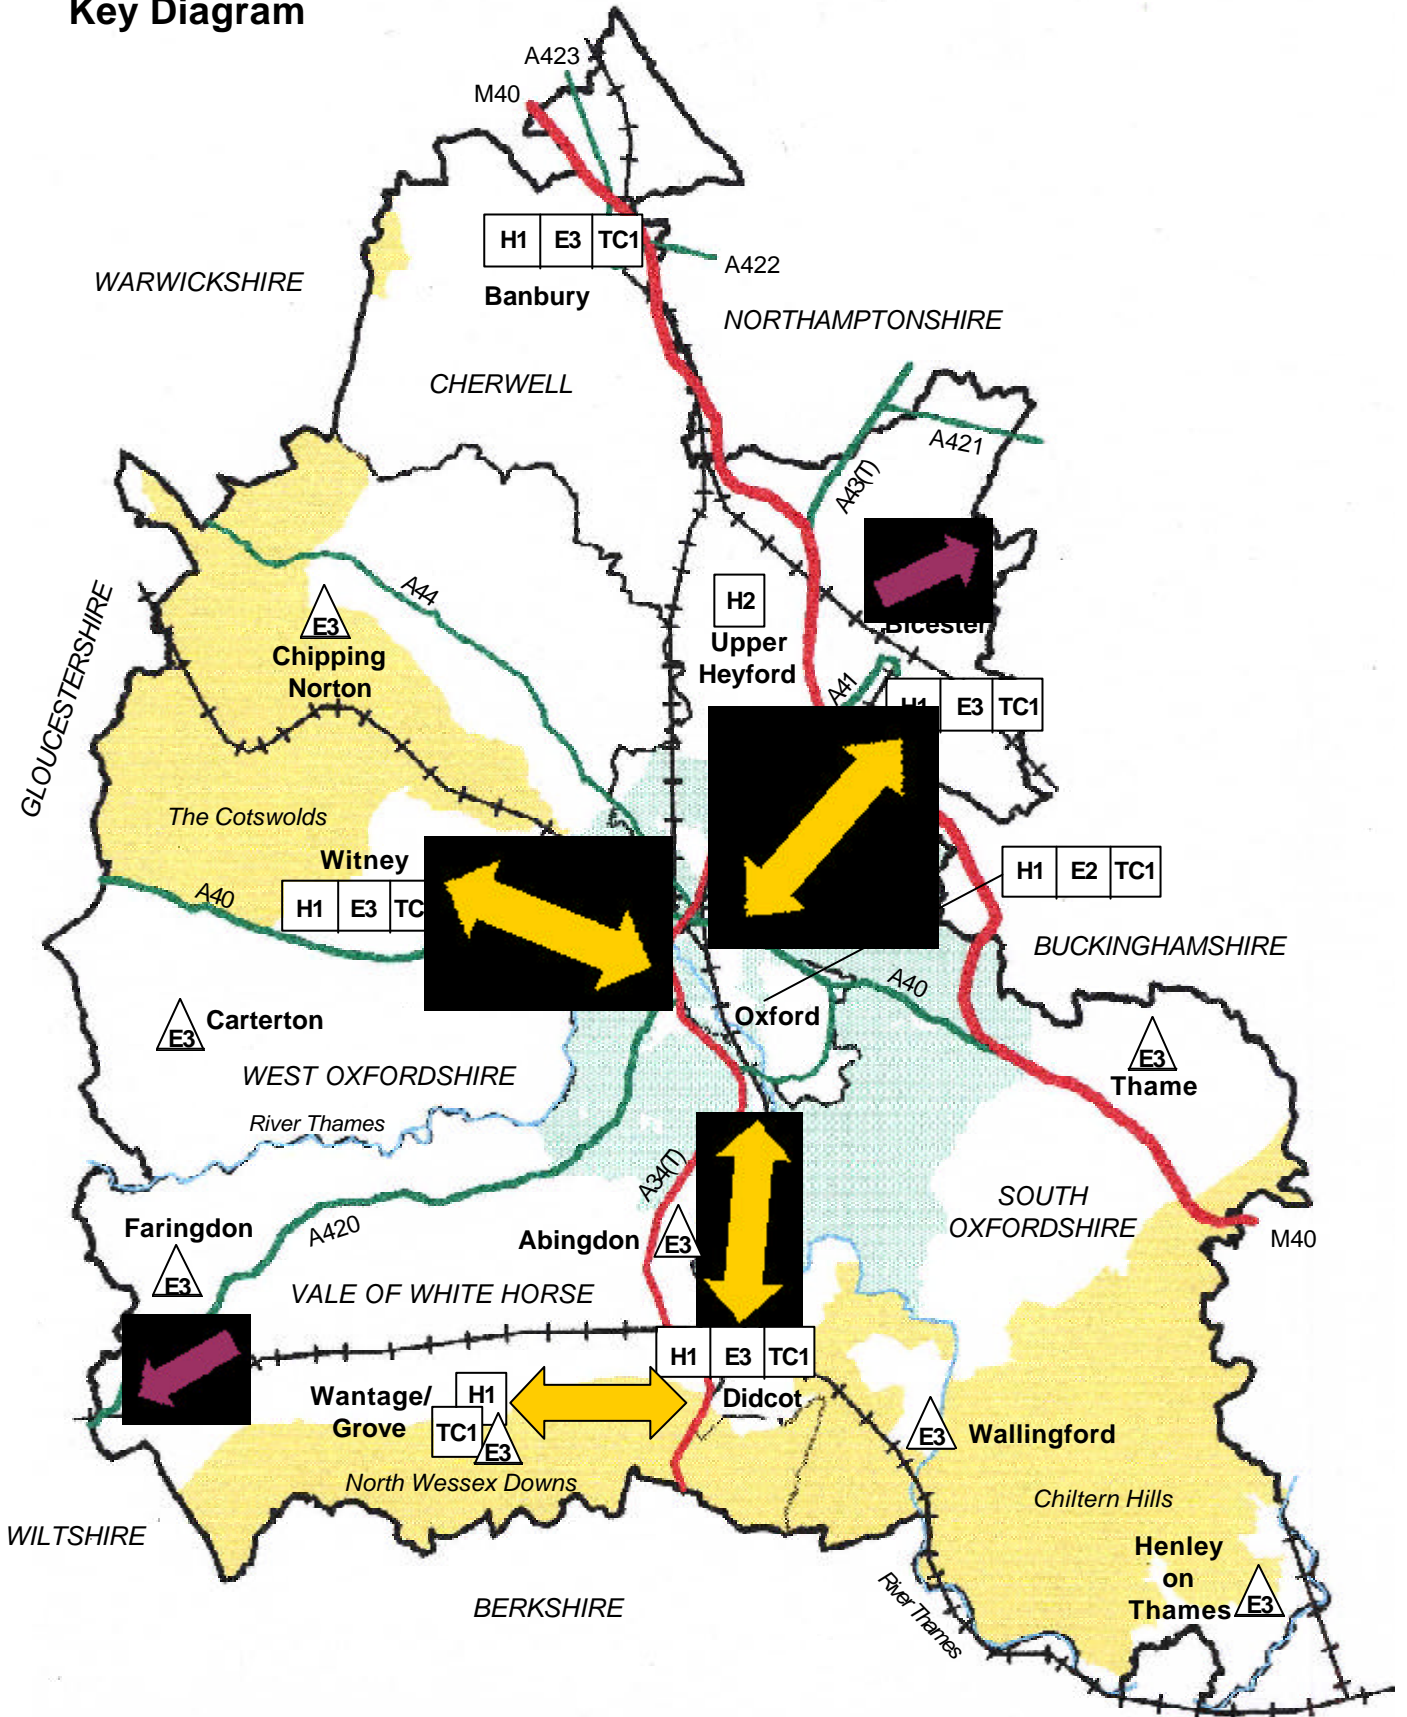 Key Diagram
A423
M40
H1 E3 TC1
A422
Banbury
WARWICKSHIRE
NORTHAMPTONSHIRE
CHERWELL
A421
A43(T)
A44
H2
Upper
Heyford
Bicester
GLOUCESTERSHIRE
E3
Chipping
Norton
A41
H1 E3 TC1
The Cotswolds
Witney
H1 E3 TC
A40
H1 E2 TC1
BUCKINGHAMSHIRE
A40
Oxford
E3
Carterton
E3
Thame
WEST OXFORDSHIRE
River Thames
A34(T)
SOUTH
OXFORDSHIRE
M40
Faringdon
E3
A420
Abingdon
E3
VALE OF WHITE HORSE
H1 E3 TC1
Didcot
Wantage/
Grove
H1
TC1
E3
E3
Wallingford
North Wessex Downs
Chiltern Hills
WILTSHIRE
Henley
on
Thames
E3
River Thames
BERKSHIRE